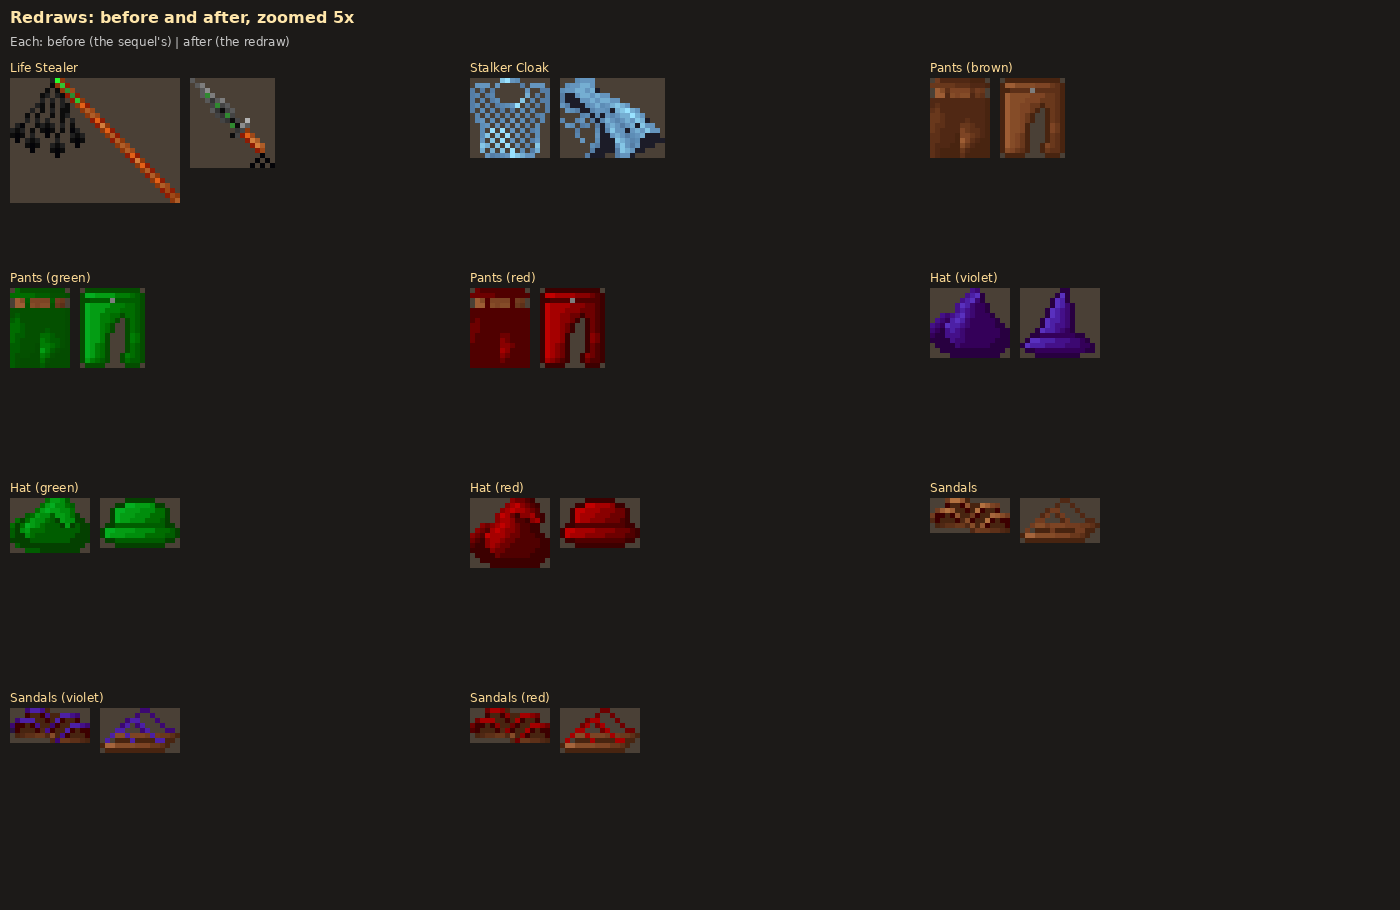 Redraws: before and after, zoomed 5x
Each: before (the sequel's) | after (the redraw)
Life Stealer
Stalker Cloak
Pants (brown)
Pants (green)
Pants (red)
Hat (violet)
Hat (green)
Hat (red)
Sandals
Sandals (violet)
Sandals (red)